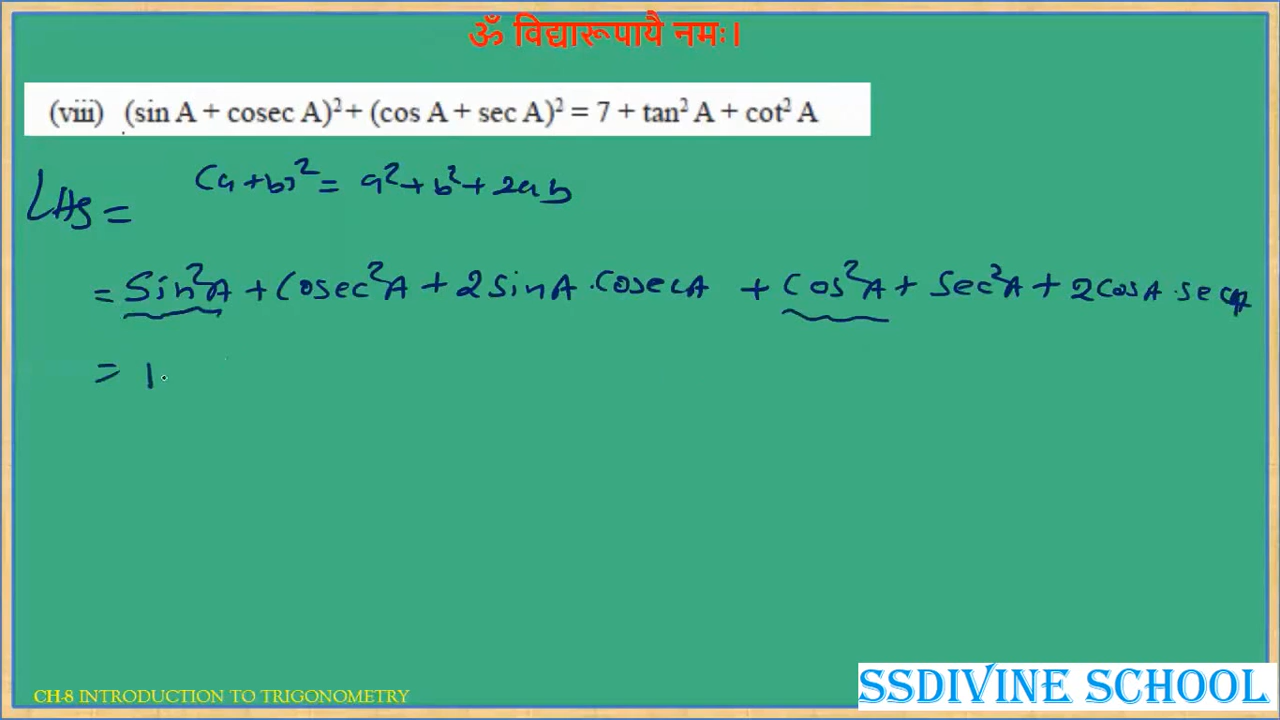 ॐ विद्यारूपायै नमः।
(viii) (sin A + cosec A)² + (cos A + sec A)² = 7 + tan² A + cot² A
(a+b)² = a² + b² + 2ab
LHS =
= Sin²A + Cosec²A + 2SinA · CosecA + Cos²A + Sec²A + 2CosA · SecA
= 1
CH-8 INTRODUCTION TO TRIGONOMETRY
SSDIVINE SCHOOL